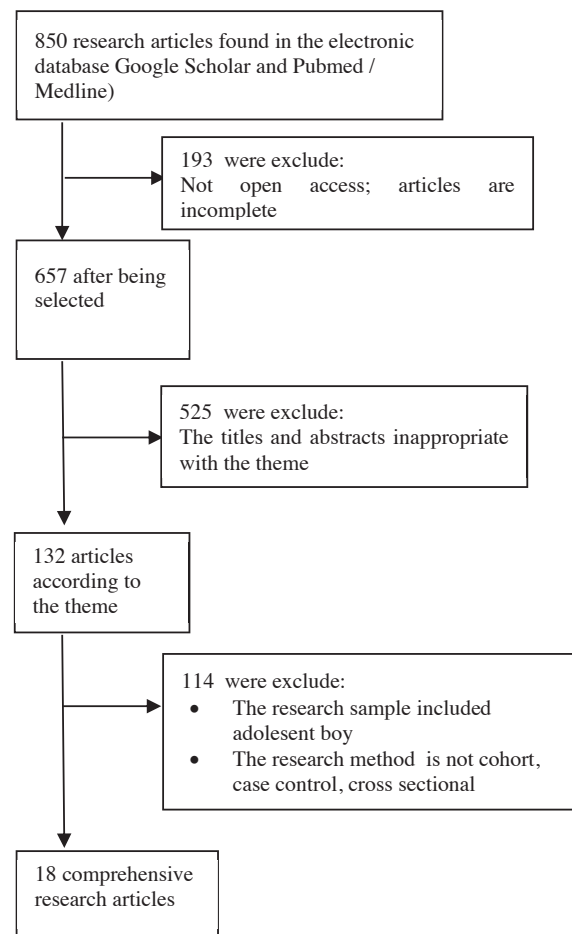 850 research articles found in the electronic
database Google Scholar and Pubmed /
Medline)
193 were exclude:
Not open access; articles are
incomplete
657 after being
selected
525 were exclude:
The titles and abstracts inappropriate
with the theme
132 articles
according to
the theme
114 were exclude:
• The research sample included
adolesent boy
• The research method is not cohort,
case control, cross sectional
18 comprehensive
research articles